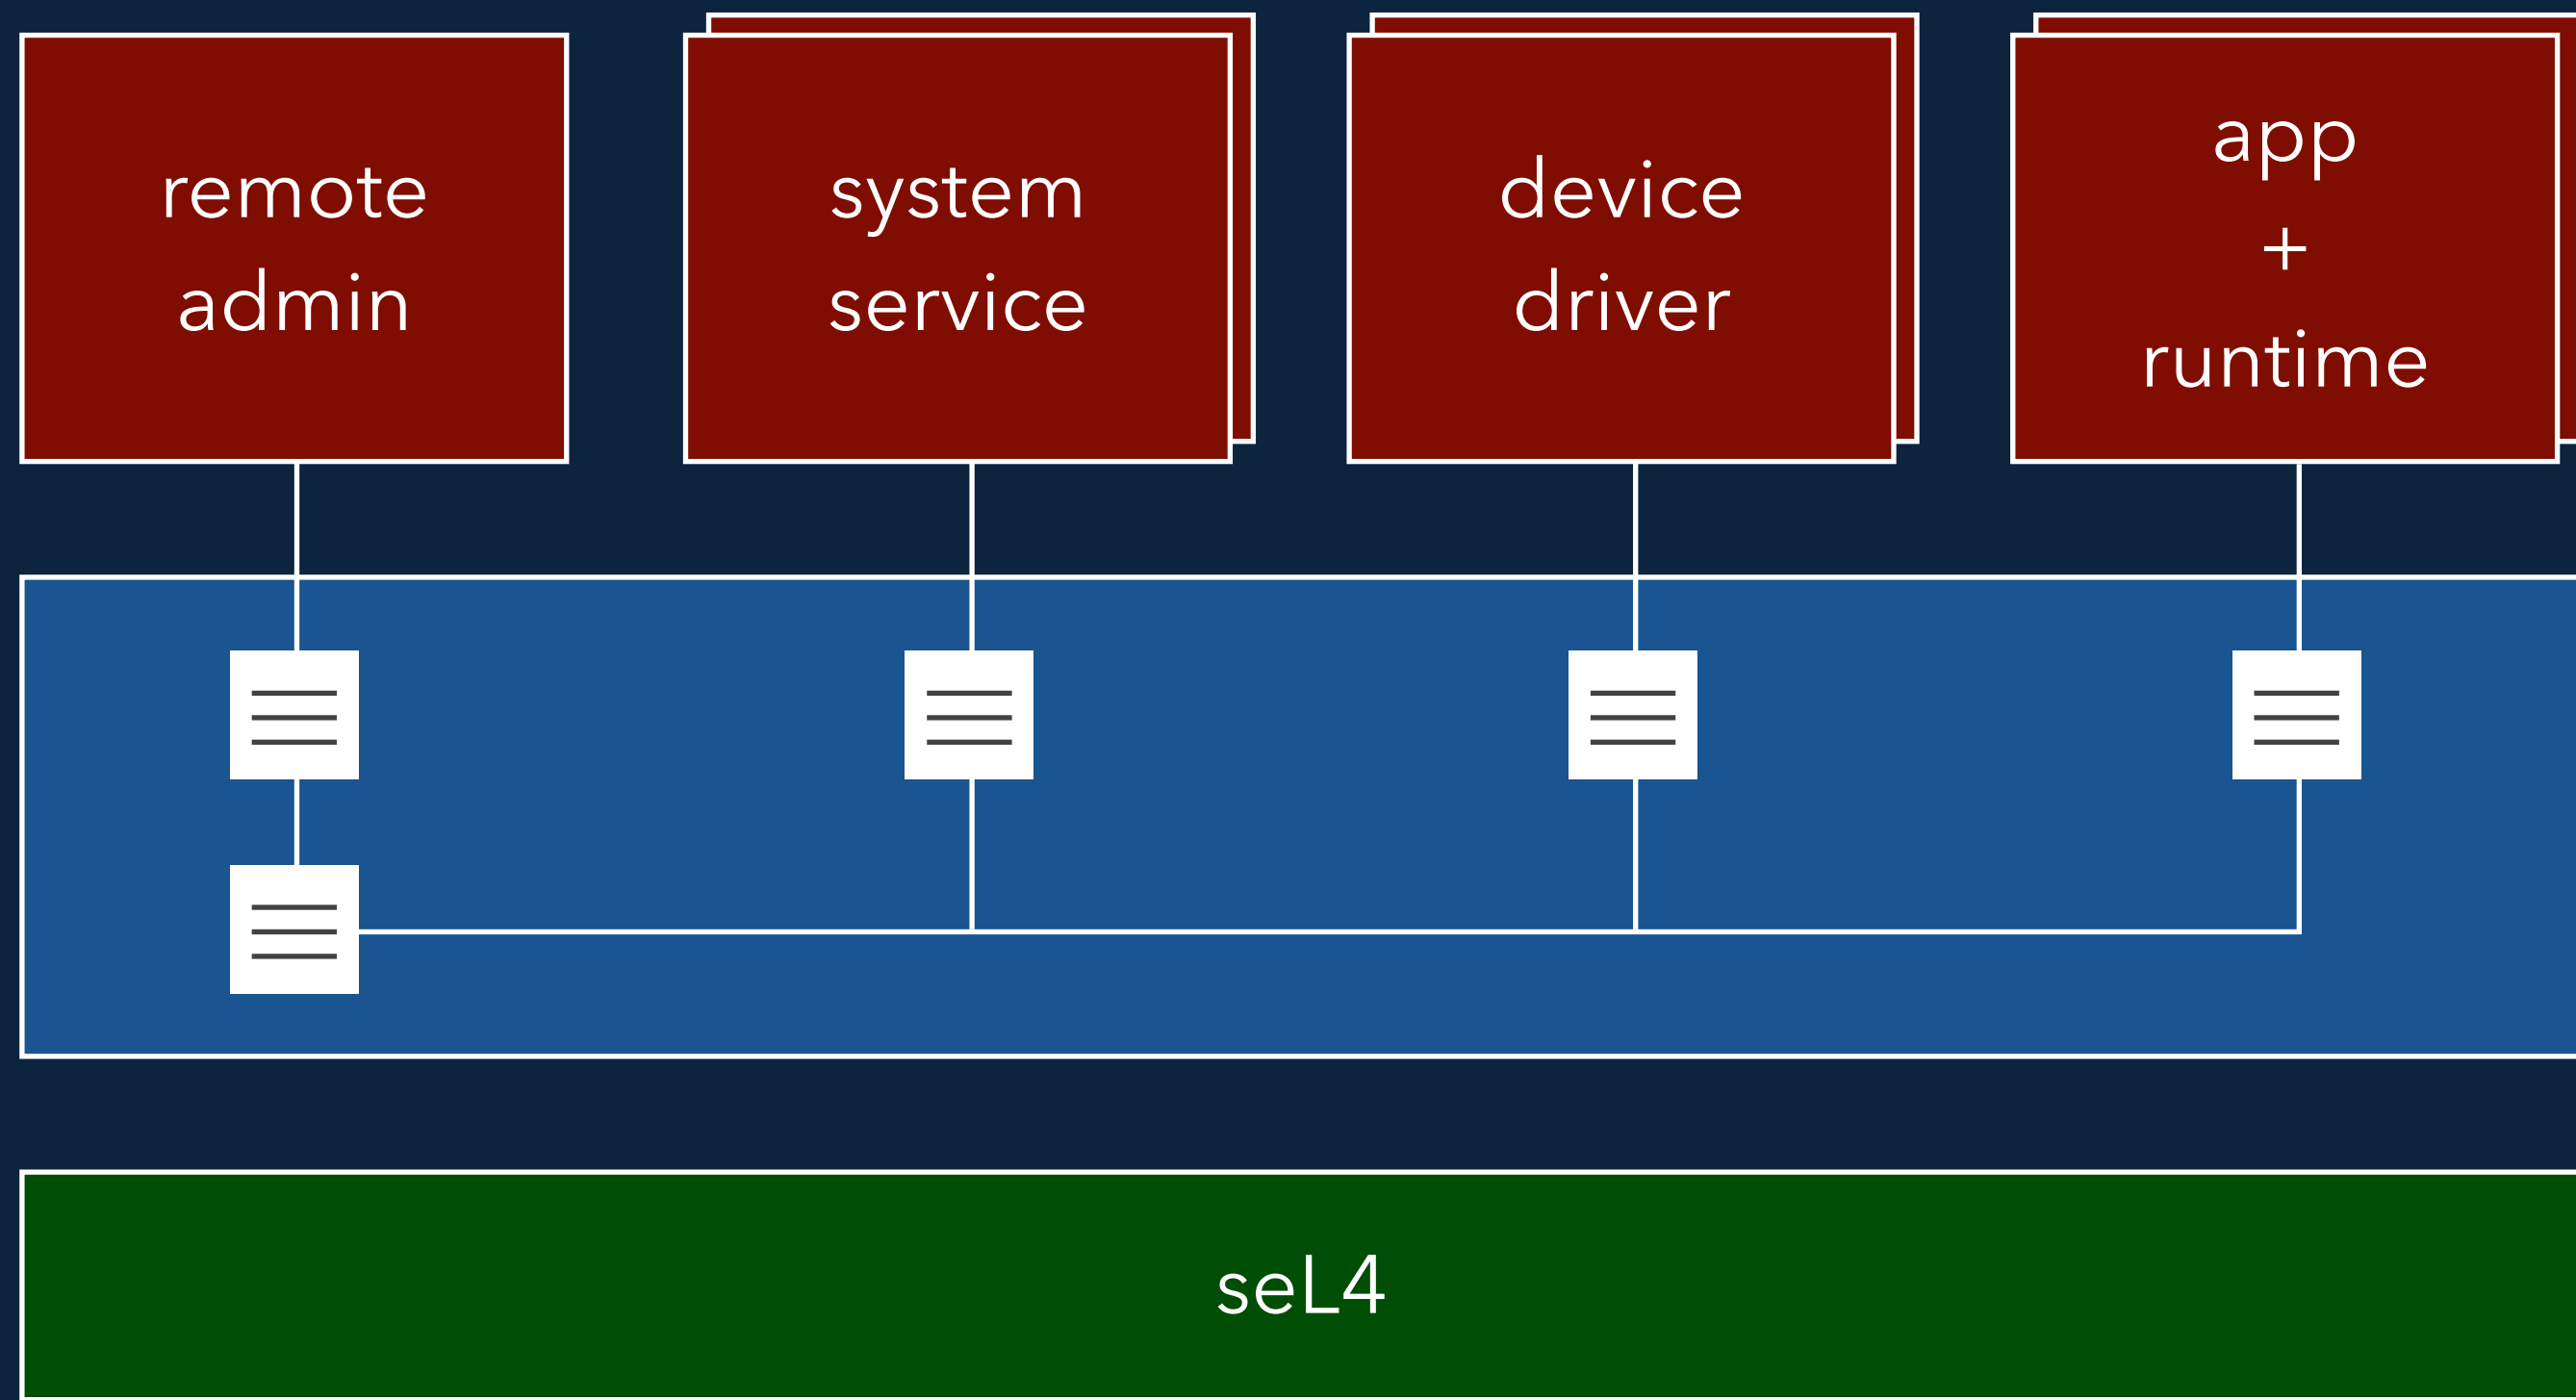 remote
admin
system
service
device
driver
app
+
runtime
seL4